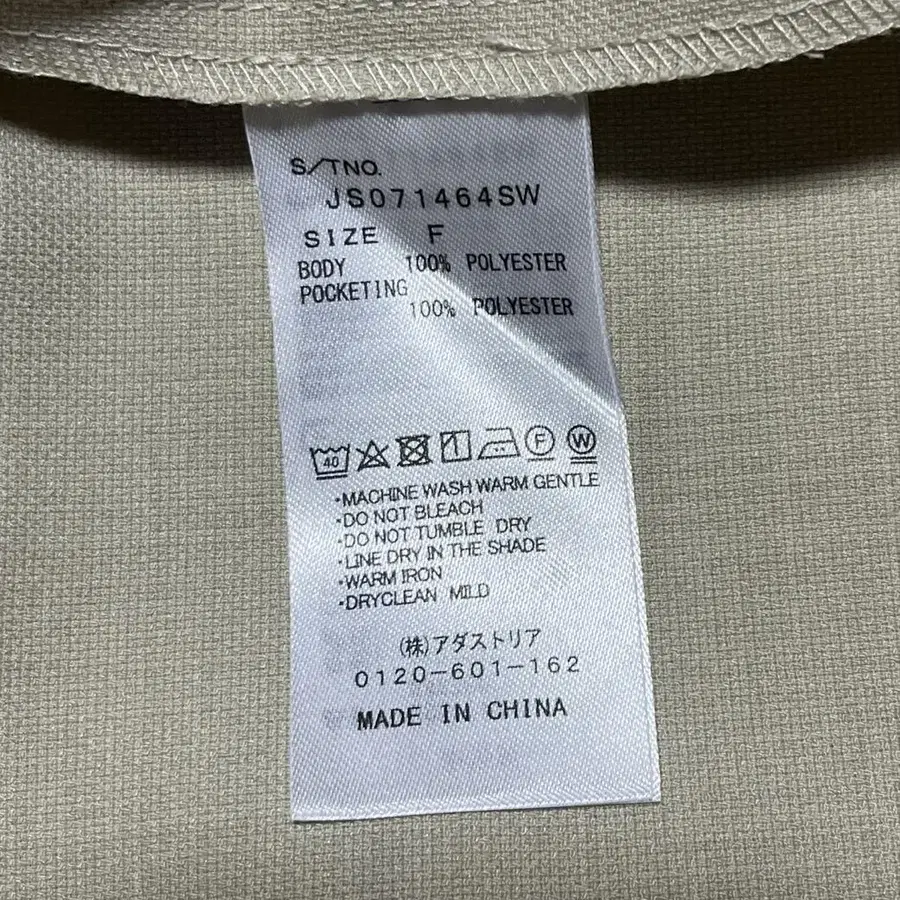 S/TNO.
JS071464SW
SIZE F
BODY 100% POLYESTER
POCKETING
100% POLYESTER
40 F W
・MACHINE WASH WARM GENTLE
・DO NOT BLEACH
・DO NOT TUMBLE DRY
・LINE DRY IN THE SHADE
・WARM IRON
・DRYCLEAN MILD
(株)アダストリア
0120-601-162
MADE IN CHINA